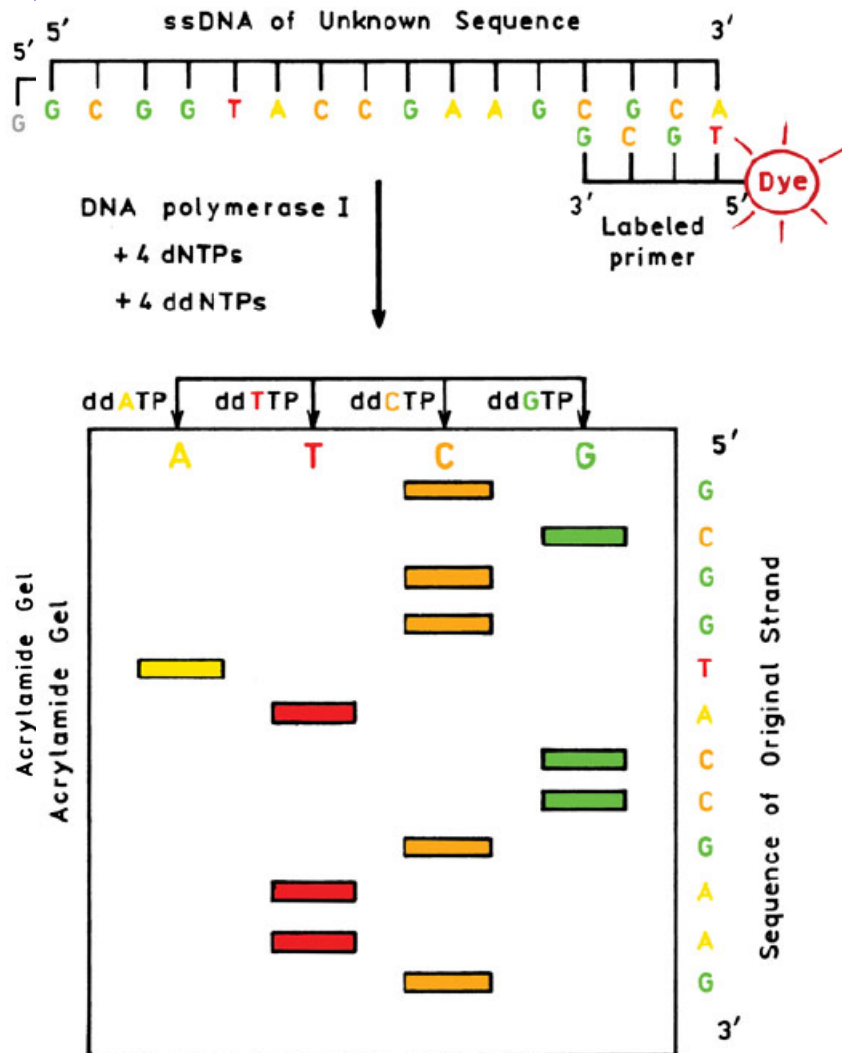 ssDNA of Unknown Sequence
5' 5' 3'
G G C G G T A C C G A A G C G C A
G C G T
Dye
3' 5'
Labeled
primer
DNA polymerase I
+ 4 dNTPs
+ 4 ddNTPs
ddATP ddTTP ddCTP ddGTP
A T C G
5'
G
C
G
G
T
A
C
C
G
A
A
G
3'
Acrylamide Gel
Acrylamide Gel
Sequence of Original Strand